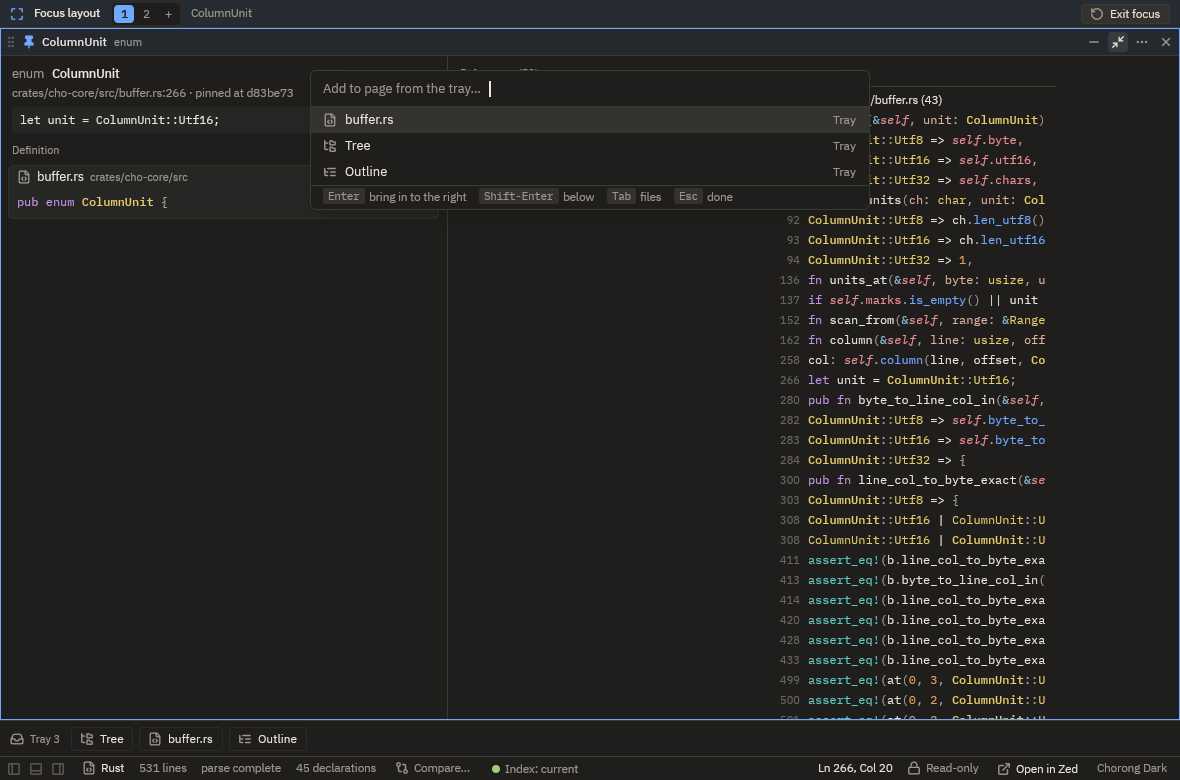 Focus layout 1 2 + ColumnUnit Exit focus
ColumnUnit enum
enum ColumnUnit
crates/cho-core/src/buffer.rs:266 · pinned at d83be73
let unit = ColumnUnit::Utf16;
Definition
buffer.rs crates/cho-core/src
pub enum ColumnUnit {
Add to page from the tray...
buffer.rs Tray
Tree Tray
Outline Tray
Enter bring in to the right Shift-Enter below Tab files Esc done
/buffer.rs (43)
(&self, unit: ColumnUnit)
::Utf8 => self.byte,
::Utf16 => self.utf16,
::Utf32 => self.chars,
units(ch: char, unit: Col
92 ColumnUnit::Utf8 => ch.len_utf8()
93 ColumnUnit::Utf16 => ch.len_utf16
94 ColumnUnit::Utf32 => 1,
136 fn units_at(&self, byte: usize, u
137 if self.marks.is_empty() || unit
152 fn scan_from(&self, range: &Range
162 fn column(&self, line: usize, off
258 col: self.column(line, offset, Co
266 let unit = ColumnUnit::Utf16;
280 pub fn byte_to_line_col_in(&self,
282 ColumnUnit::Utf8 => self.byte_to_
283 ColumnUnit::Utf16 => self.byte_to
284 ColumnUnit::Utf32 => {
300 pub fn line_col_to_byte_exact(&se
303 ColumnUnit::Utf8 => {
308 ColumnUnit::Utf16 | ColumnUnit::U
308 ColumnUnit::Utf16 | ColumnUnit::U
411 assert_eq!(b.line_col_to_byte_exa
413 assert_eq!(b.byte_to_line_col_in(
414 assert_eq!(b.line_col_to_byte_exa
420 assert_eq!(b.line_col_to_byte_exa
428 assert_eq!(b.line_col_to_byte_exa
433 assert_eq!(b.line_col_to_byte_exa
499 assert_eq!(at(0, 3, ColumnUnit::U
500 assert_eq!(at(0, 2, ColumnUnit::U
Tray 3 Tree buffer.rs Outline
Rust 531 lines parse complete 45 declarations Compare... Index: current Ln 266, Col 20 Read-only Open in Zed Chorong Dark